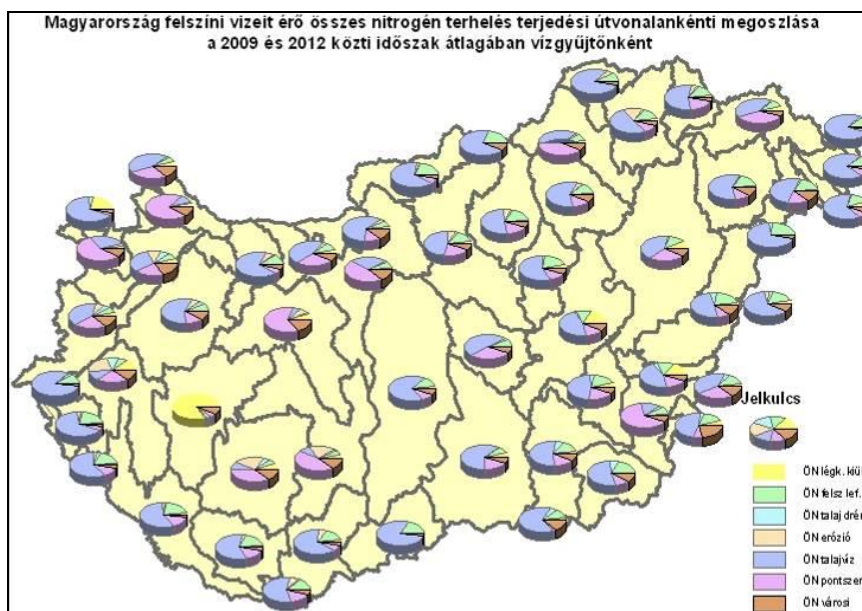 Magyarország felszíni vizeit érő összes nitrogén terhelés terjedési útvonalankénti megoszlása
a 2009 és 2012 közti időszak átlagában vízgyűjtőnként
Jelkulcs
ÖN légk. kiü
ÖN felsz lef.
ÖN talaj drén
ÖN erózió
ÖN talajvíz
ÖN pontszer
ÖN városi